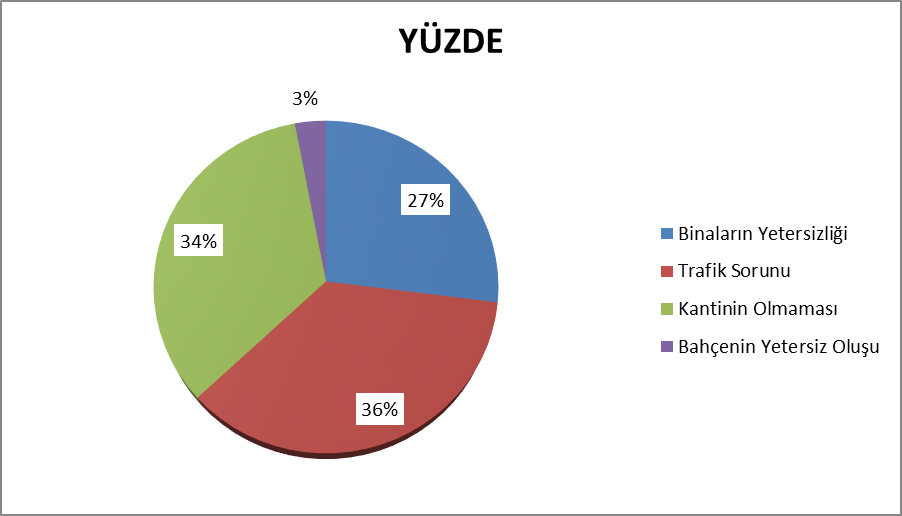 YÜZDE
3%
27%
34%
36%
Binaların Yetersizliği
Trafik Sorunu
Kantinin Olmaması
Bahçenin Yetersiz Oluşu